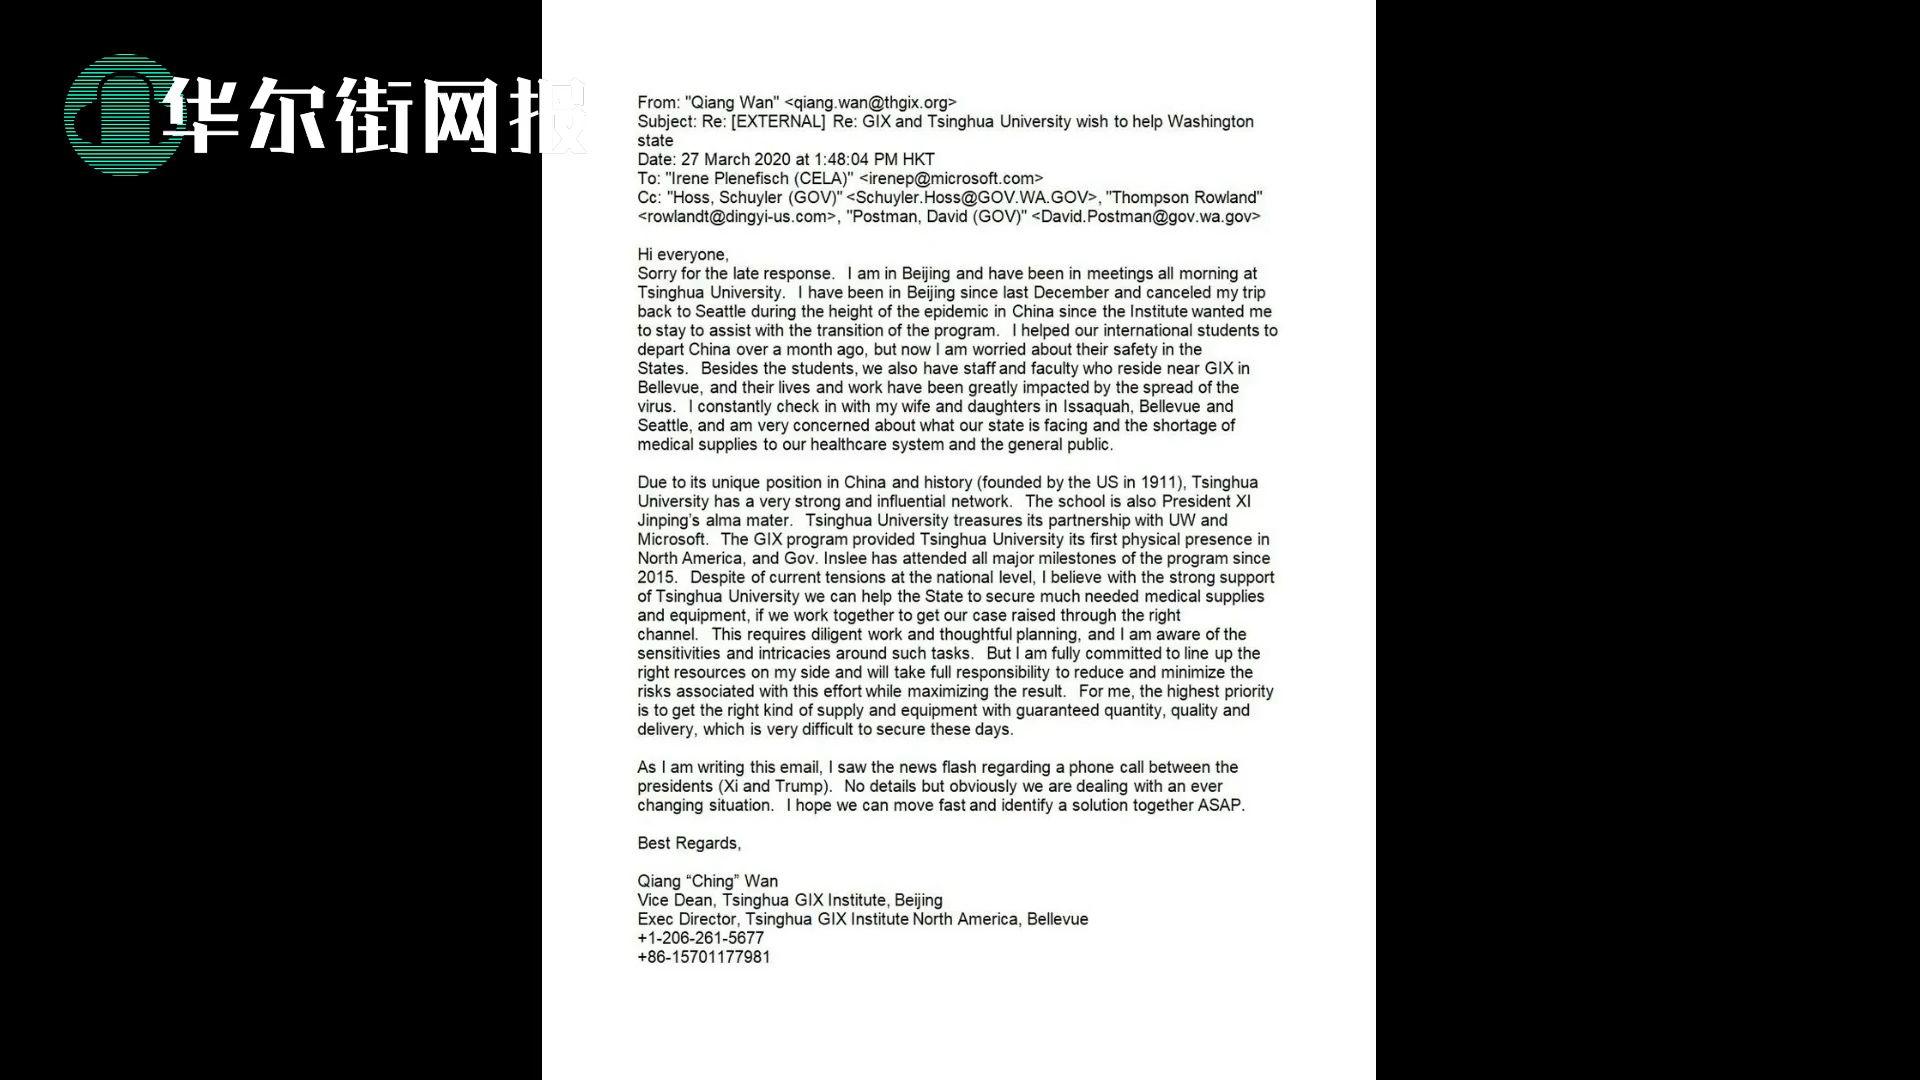 华尔街网报
From: "Qiang Wan" <qiang.wan@thgix.org>
Subject: Re: [EXTERNAL] Re: GIX and Tsinghua University wish to help Washington
state
Date: 27 March 2020 at 1:48:04 PM HKT
To: "Irene Plenefisch (CELA)" <irenep@microsoft.com>
Cc: "Hoss, Schuyler (GOV)" <Schuyler.Hoss@GOV.WA.GOV>, "Thompson Rowland"
<rowlandt@dingyi-us.com>, "Postman, David (GOV)" <David.Postman@gov.wa.gov>
Hi everyone,
Sorry for the late response. I am in Beijing and have been in meetings all morning at
Tsinghua University. I have been in Beijing since last December and canceled my trip
back to Seattle during the height of the epidemic in China since the Institute wanted me
to stay to assist with the transition of the program. I helped our international students to
depart China over a month ago, but now I am worried about their safety in the
States. Besides the students, we also have staff and faculty who reside near GIX in
Bellevue, and their lives and work have been greatly impacted by the spread of the
virus. I constantly check in with my wife and daughters in Issaquah, Bellevue and
Seattle, and am very concerned about what our state is facing and the shortage of
medical supplies to our healthcare system and the general public.
Due to its unique position in China and history (founded by the US in 1911), Tsinghua
University has a very strong and influential network. The school is also President XI
Jinping's alma mater. Tsinghua University treasures its partnership with UW and
Microsoft. The GIX program provided Tsinghua University its first physical presence in
North America, and Gov. Inslee has attended all major milestones of the program since
2015. Despite of current tensions at the national level, I believe with the strong support
of Tsinghua University we can help the State to secure much needed medical supplies
and equipment, if we work together to get our case raised through the right
channel. This requires diligent work and thoughtful planning, and I am aware of the
sensitivities and intricacies around such tasks. But I am fully committed to line up the
right resources on my side and will take full responsibility to reduce and minimize the
risks associated with this effort while maximizing the result. For me, the highest priority
is to get the right kind of supply and equipment with guaranteed quantity, quality and
delivery, which is very difficult to secure these days.
As I am writing this email, I saw the news flash regarding a phone call between the
presidents (Xi and Trump). No details but obviously we are dealing with an ever
changing situation. I hope we can move fast and identify a solution together ASAP.
Best Regards,
Qiang “Ching” Wan
Vice Dean, Tsinghua GIX Institute, Beijing
Exec Director, Tsinghua GIX Institute North America, Bellevue
+1-206-261-5677
+86-15701177981